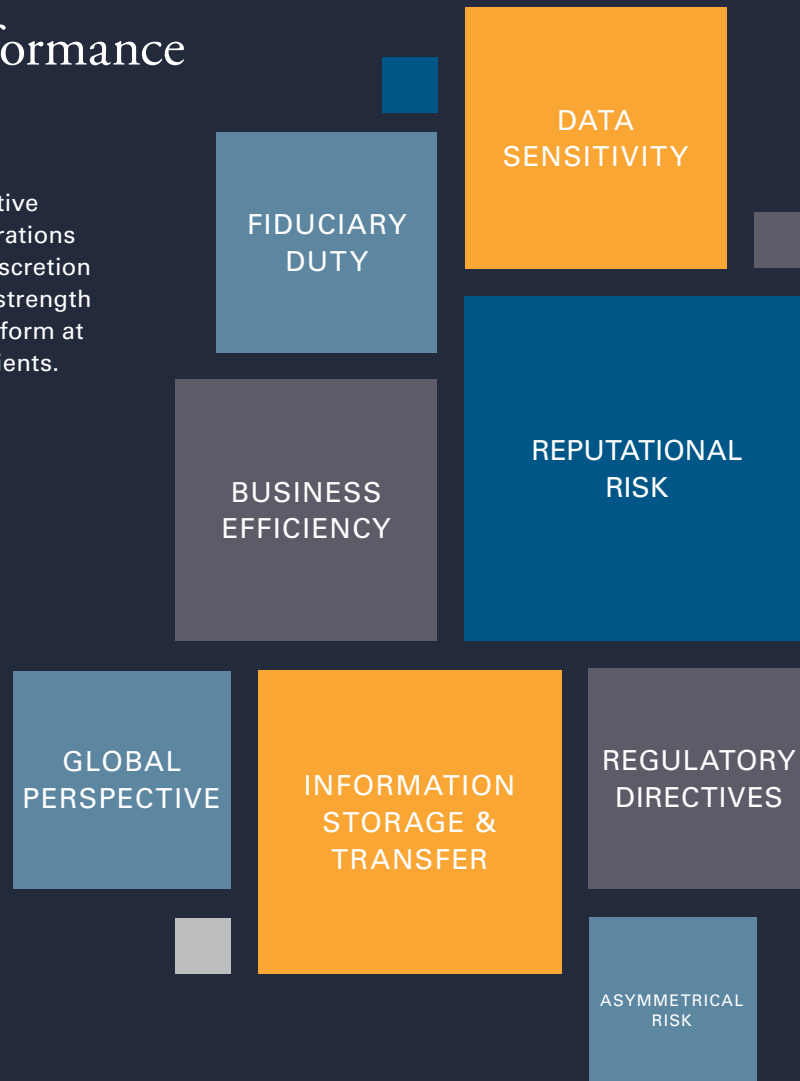 formance
tive
rations
scretion
strength
form at
ients.
DATA
SENSITIVITY
FIDUCIARY
DUTY
REPUTATIONAL
RISK
BUSINESS
EFFICIENCY
GLOBAL
PERSPECTIVE
INFORMATION
STORAGE &
TRANSFER
REGULATORY
DIRECTIVES
ASYMMETRICAL
RISK